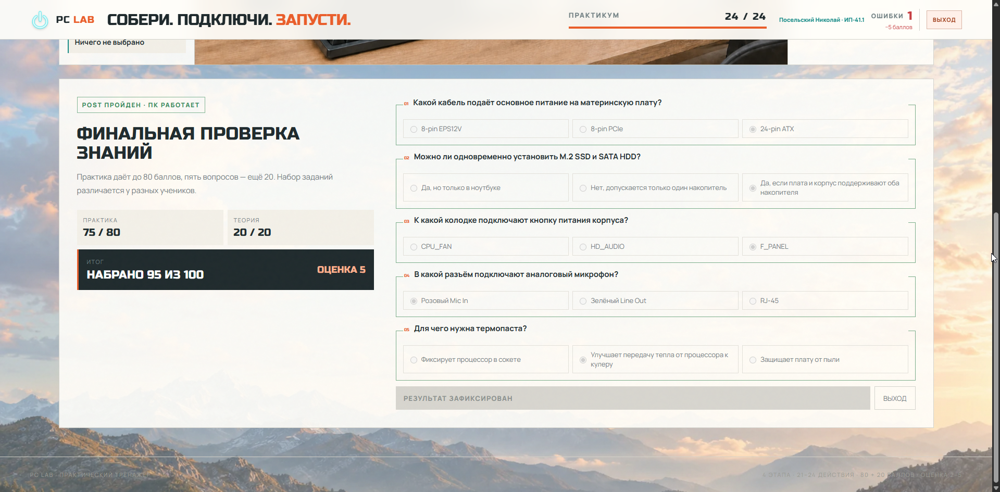 PC LAB
СОБЕРИ. ПОДКЛЮЧИ. ЗАПУСТИ.
ПРАКТИКУМ
24 / 24
Посельский Николай · ИП-41.1
ОШИБКИ 1
−5 баллов
ВЫХОД
Ничего не выбрано
POST ПРОЙДЕН · ПК РАБОТАЕТ
ФИНАЛЬНАЯ ПРОВЕРКА
ЗНАНИЙ
Практика даёт до 80 баллов, пять вопросов — ещё 20. Набор заданий
различается у разных учеников.
ПРАКТИКА
75 / 80
ТЕОРИЯ
20 / 20
ИТОГ
НАБРАНО 95 ИЗ 100
ОЦЕНКА 5
01 Какой кабель подаёт основное питание на материнскую плату?
8-pin EPS12V
8-pin PCIe
24-pin ATX
02 Можно ли одновременно установить M.2 SSD и SATA HDD?
Да, но только в ноутбуке
Нет, допускается только один накопитель
Да, если плата и корпус поддерживают оба
накопителя
03 К какой колодке подключают кнопку питания корпуса?
CPU_FAN
HD_AUDIO
F_PANEL
04 В какой разъём подключают аналоговый микрофон?
Розовый Mic In
Зелёный Line Out
RJ-45
05 Для чего нужна термопаста?
Фиксирует процессор в сокете
Улучшает передачу тепла от процессора к
кулеру
Защищает плату от пыли
РЕЗУЛЬТАТ ЗАФИКСИРОВАН
ВЫХОД
PC LAB · ПРАКТИЧЕСКИЙ ТРЕНАЖЁР
4 ЭТАПА · 21–24 ДЕЙСТВИЯ · 80 + 20 БАЛЛОВ · ОЦЕНКА 2–5